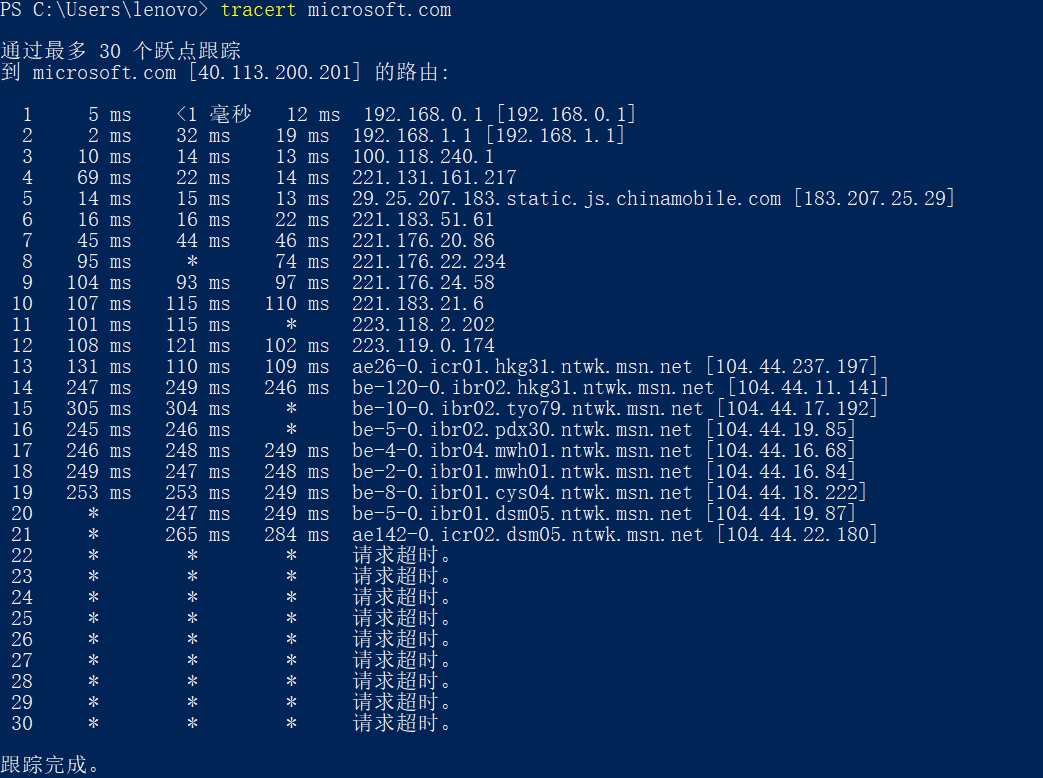 PS C:\Users\lenovo> tracert microsoft.com
通过最多 30 个跃点跟踪
到 microsoft.com [40.113.200.201] 的路由:
1 5 ms <1 毫秒 12 ms 192.168.0.1 [192.168.0.1]
2 2 ms 32 ms 19 ms 192.168.1.1 [192.168.1.1]
3 10 ms 14 ms 13 ms 100.118.240.1
4 69 ms 22 ms 14 ms 221.131.161.217
5 14 ms 15 ms 13 ms 29.25.207.183.static.js.chinamobile.com [183.207.25.29]
6 16 ms 16 ms 22 ms 221.183.51.61
7 45 ms 44 ms 46 ms 221.176.20.86
8 95 ms * 74 ms 221.176.22.234
9 104 ms 93 ms 97 ms 221.176.24.58
10 107 ms 115 ms 110 ms 221.183.21.6
11 101 ms 115 ms * 223.118.2.202
12 108 ms 121 ms 102 ms 223.119.0.174
13 131 ms 110 ms 109 ms ae26-0.icr01.hkg31.ntwk.msn.net [104.44.237.197]
14 247 ms 249 ms 246 ms be-120-0.ibr02.hkg31.ntwk.msn.net [104.44.11.141]
15 305 ms 304 ms * be-10-0.ibr02.tyo79.ntwk.msn.net [104.44.17.192]
16 245 ms 246 ms * be-5-0.ibr02.pdx30.ntwk.msn.net [104.44.19.85]
17 246 ms 248 ms 249 ms be-4-0.ibr04.mwh01.ntwk.msn.net [104.44.16.68]
18 249 ms 247 ms 248 ms be-2-0.ibr01.mwh01.ntwk.msn.net [104.44.16.84]
19 253 ms 253 ms 249 ms be-8-0.ibr01.cys04.ntwk.msn.net [104.44.18.222]
20 * 247 ms 249 ms be-5-0.ibr01.dsm05.ntwk.msn.net [104.44.19.87]
21 * 265 ms 284 ms ae142-0.icr02.dsm05.ntwk.msn.net [104.44.22.180]
22 * * * 请求超时。
23 * * * 请求超时。
24 * * * 请求超时。
25 * * * 请求超时。
26 * * * 请求超时。
27 * * * 请求超时。
28 * * * 请求超时。
29 * * * 请求超时。
30 * * * 请求超时。
跟踪完成。